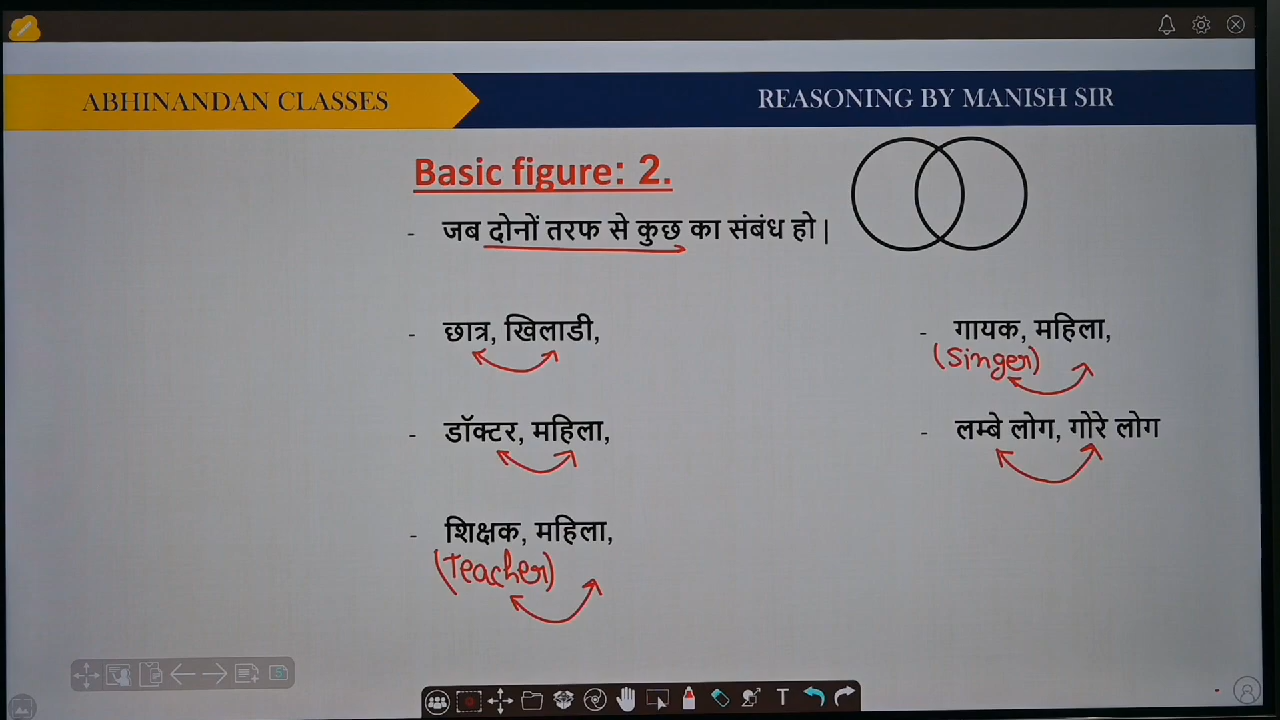 ABHINANDAN CLASSES
REASONING BY MANISH SIR
Basic figure: 2.
- जब दोनों तरफ से कुछ का संबंध हो |
- छात्र, खिलाडी,
- डॉक्टर, महिला,
- शिक्षक, महिला,
(Teacher)
- गायक, महिला,
(Singer)
- लम्बे लोग, गोरे लोग
T